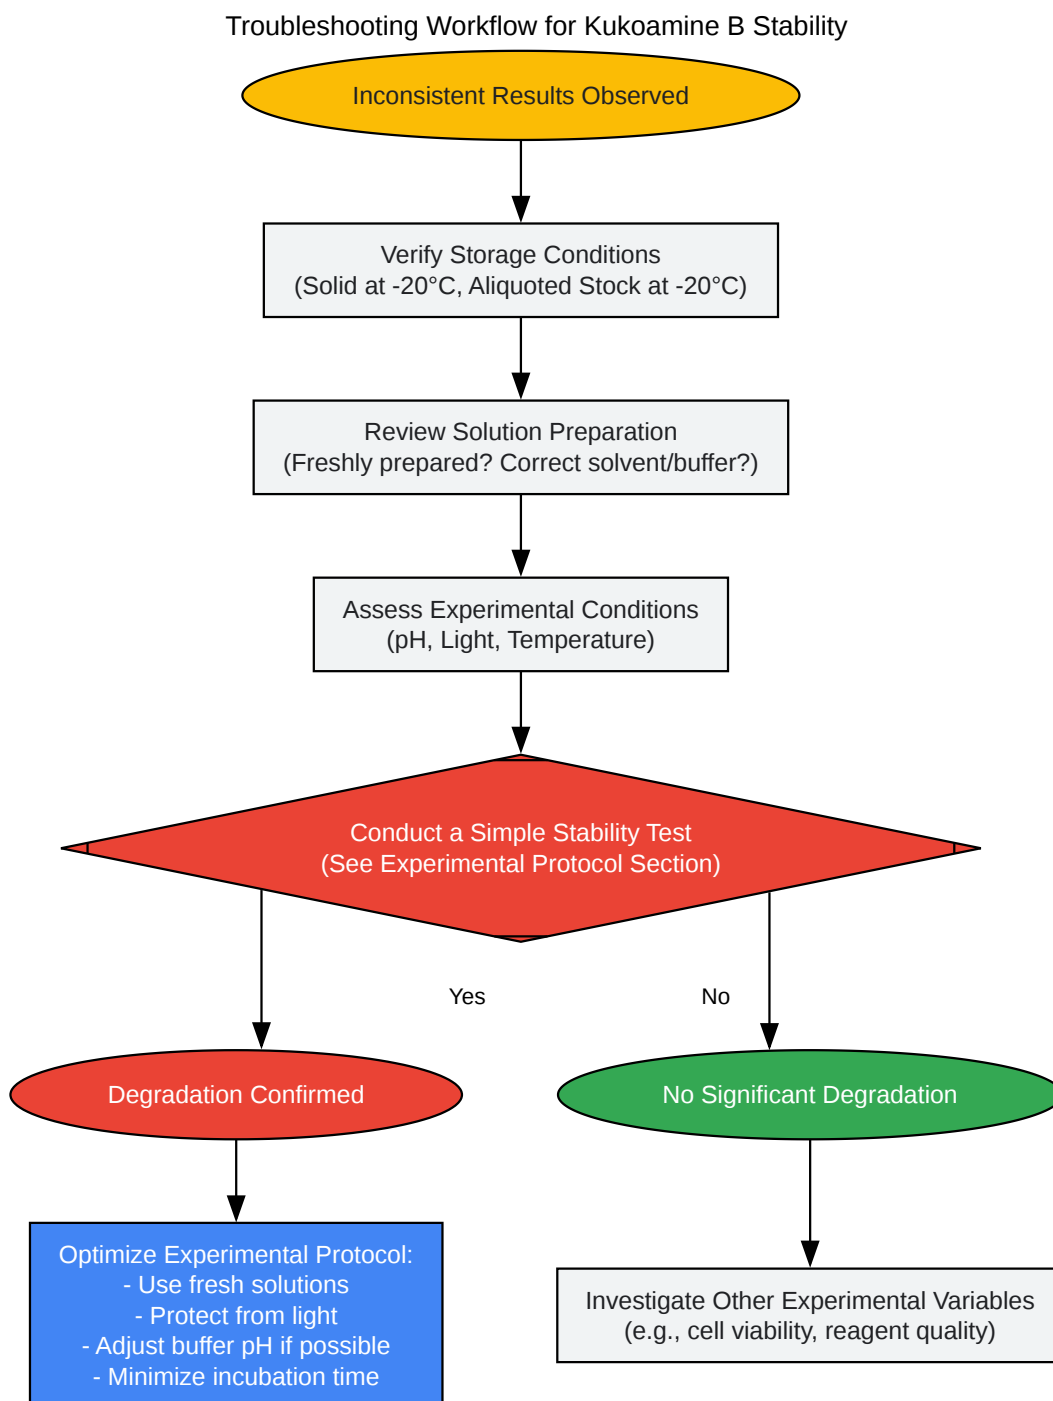 Troubleshooting Workflow for Kukoamine B Stability
Inconsistent Results Observed
Verify Storage Conditions
(Solid at -20°C, Aliquoted Stock at -20°C)
Review Solution Preparation
(Freshly prepared? Correct solvent/buffer?)
Assess Experimental Conditions
(pH, Light, Temperature)
Conduct a Simple Stability Test
(See Experimental Protocol Section)
Yes
No
Degradation Confirmed
No Significant Degradation
Optimize Experimental Protocol:
- Use fresh solutions
- Protect from light
- Adjust buffer pH if possible
- Minimize incubation time
Investigate Other Experimental Variables
(e.g., cell viability, reagent quality)